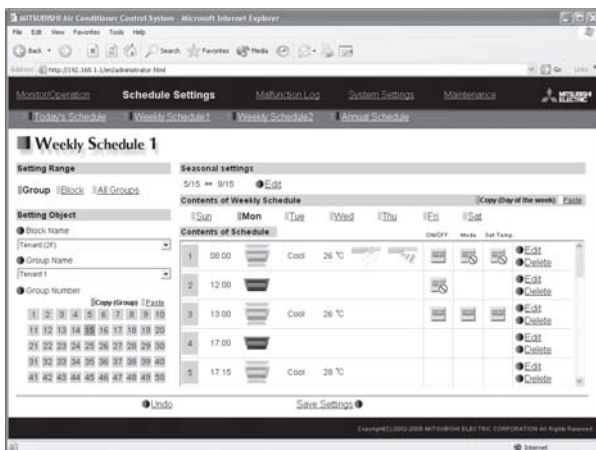 MITSUBISHI Air Conditioner Control System - Microsoft Internet Explorer
File Edit View Favorites Tools Help
Back Search Favorites Media
Address http://192.168.1.1/en/administrator.html Go Links
Monitor/Operation Schedule Settings Malfunction Log System Settings Maintenance MITSUBISHI ELECTRIC
Today's Schedule Weekly Schedule1 Weekly Schedule2 Annual Schedule
Weekly Schedule 1
Setting Range
Group Block All Groups
Setting Object
Block Name
Tenant (2F)
Group Name
Tenant 1
Group Number
Copy (Group) Paste
1 2 3 4 5 6 7 8 9 10
11 12 13 14 15 16 17 18 19 20
21 22 23 24 25 26 27 28 29 30
31 32 33 34 35 36 37 38 39 40
41 42 43 44 45 46 47 48 49 50
Seasonal settings
5/15 9/15 Edit
Contents of Weekly Schedule Copy (Day of the week) Paste
Sun Mon Tue Wed Thu Fri Sat
Contents of Schedule ON/OFF Mode Set Temp.
1 08:00 Cool 26 ℃ Edit
Delete
2 12:00 Edit
Delete
3 13:00 Cool 26 ℃ Edit
Delete
4 17:00 Edit
Delete
5 17:15 Cool 28 ℃ Edit
Delete
Undo Save Settings
Copyright(C)2002-2008 MITSUBISHI ELECTRIC CORPORATION All Rights Reserved
Internet